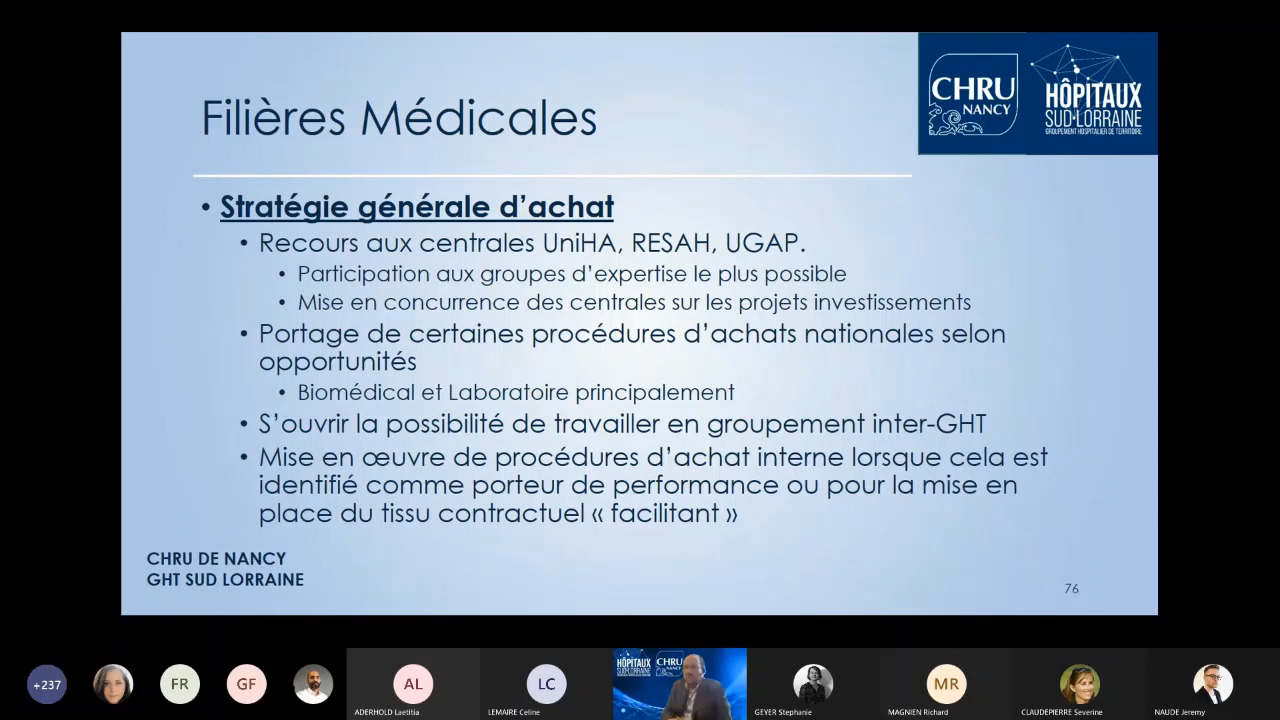 CHRU
NANCY
HÔPITAUX
SUD-LORRAINE
GROUPEMENT HOSPITALIER DE TERRITOIRE
Filières Médicales
• Stratégie générale d’achat
• Recours aux centrales UniHA, RESAH, UGAP.
• Participation aux groupes d’expertise le plus possible
• Mise en concurrence des centrales sur les projets investissements
• Portage de certaines procédures d’achats nationales selon
opportunités
• Biomédical et Laboratoire principalement
• S’ouvrir la possibilité de travailler en groupement inter-GHT
• Mise en œuvre de procédures d’achat interne lorsque cela est
identifié comme porteur de performance ou pour la mise en
place du tissu contractuel « facilitant »
CHRU DE NANCY
GHT SUD LORRAINE
76
+237
FR
GF
AL
ADERHOLD Laetitia
LC
LEMAIRE Celine
HÔPITAUX
SUD-LORRAINE
CHRU
NANCY
GEYER Stephanie
MR
MAGNIEN Richard
CLAUDEPIERRE Severine
NAUDE Jeremy